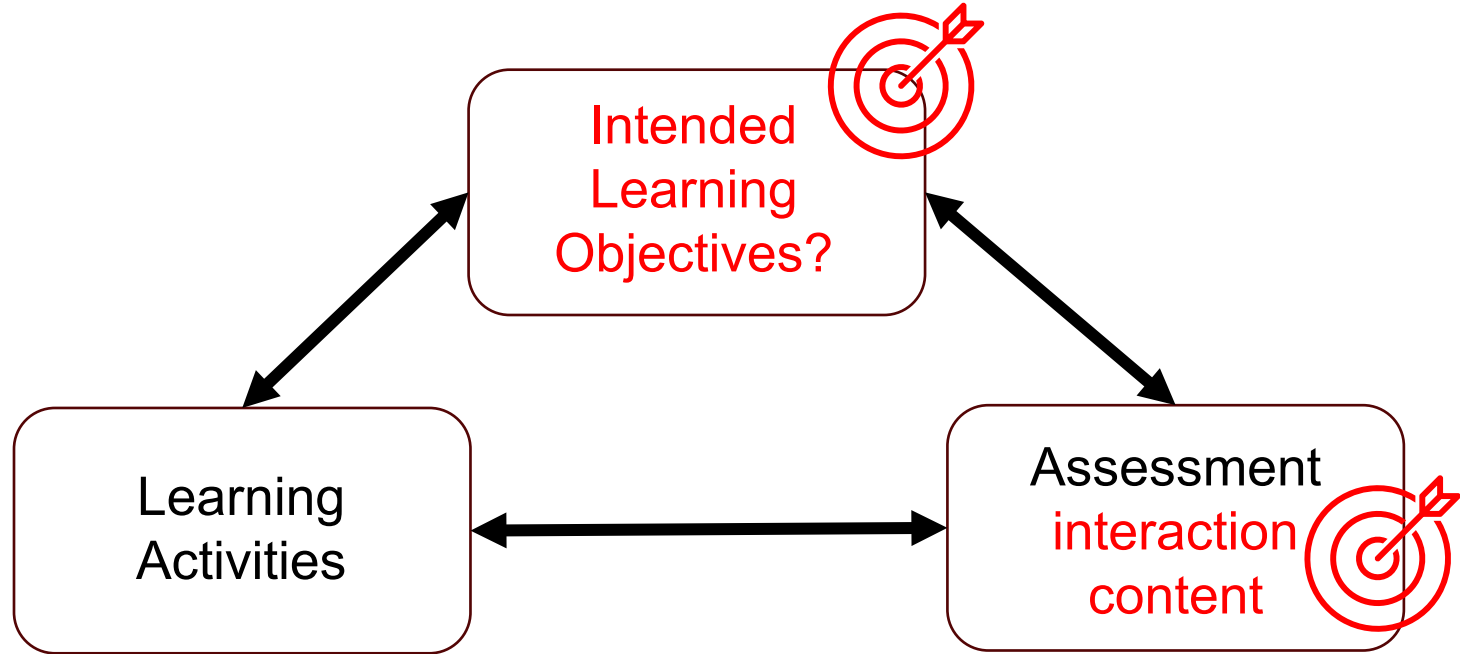 Intended
Learning
Objectives?
Learning
Activities
Assessment
interaction
content